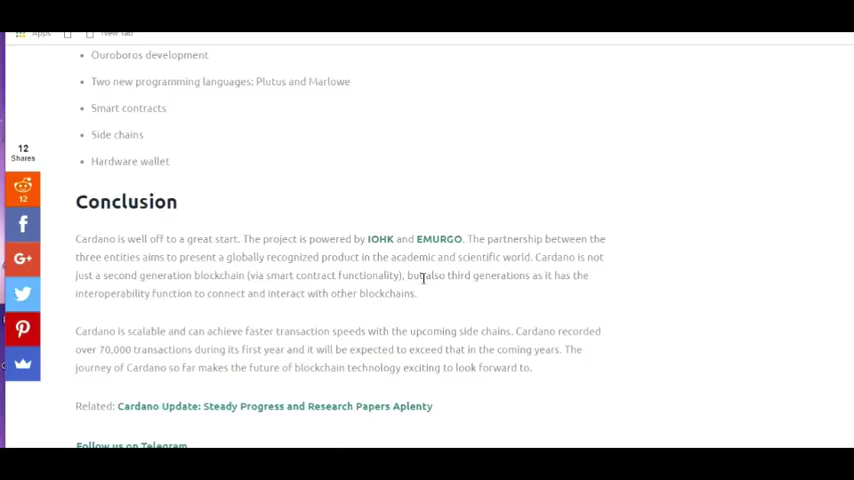 Apps
New Tab
Ouroboros development
Two new programming languages: Plutus and Marlowe
Smart contracts
Side chains
Hardware wallet
12
Shares
12
Conclusion
Cardano is well off to a great start. The project is powered by IOHK and EMURGO. The partnership between the
three entities aims to present a globally recognized product in the academic and scientific world. Cardano is not
just a second generation blockchain (via smart contract functionality), but also third generations as it has the
interoperability function to connect and interact with other blockchains.
Cardano is scalable and can achieve faster transaction speeds with the upcoming side chains. Cardano recorded
over 70,000 transactions during its first year and it will be expected to exceed that in the coming years. The
journey of Cardano so far makes the future of blockchain technology exciting to look forward to.
Related: Cardano Update: Steady Progress and Research Papers Aplenty
Follow us on Telegram